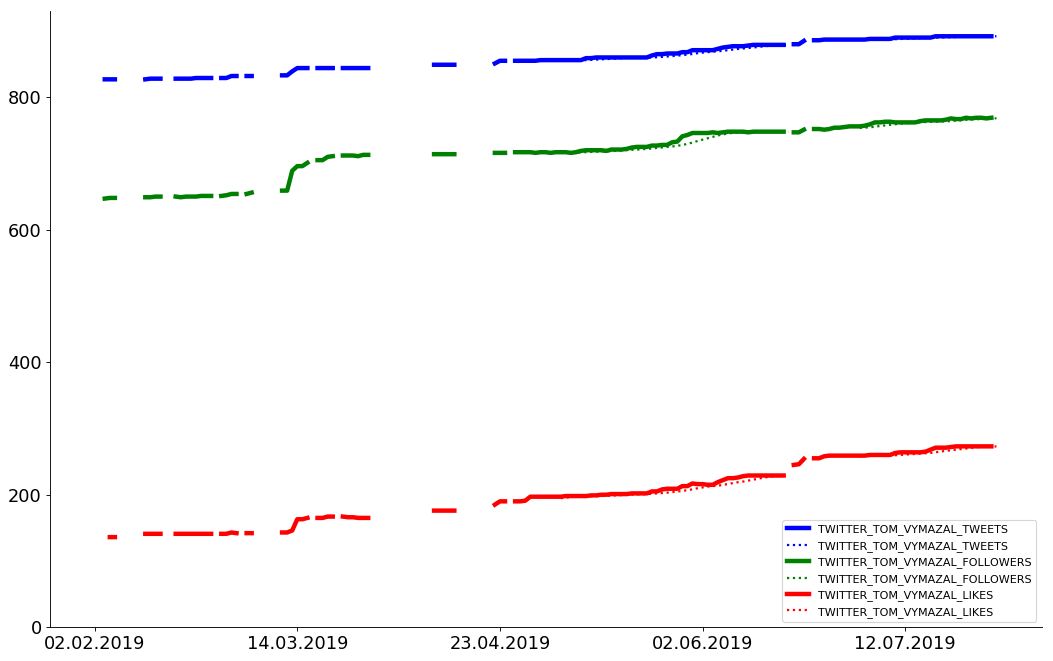 800
600
400
200
0
02.02.2019 14.03.2019 23.04.2019 02.06.2019 12.07.2019
TWITTER_TOM_VYMAZAL_TWEETS
TWITTER_TOM_VYMAZAL_TWEETS
TWITTER_TOM_VYMAZAL_FOLLOWERS
TWITTER_TOM_VYMAZAL_FOLLOWERS
TWITTER_TOM_VYMAZAL_LIKES
TWITTER_TOM_VYMAZAL_LIKES